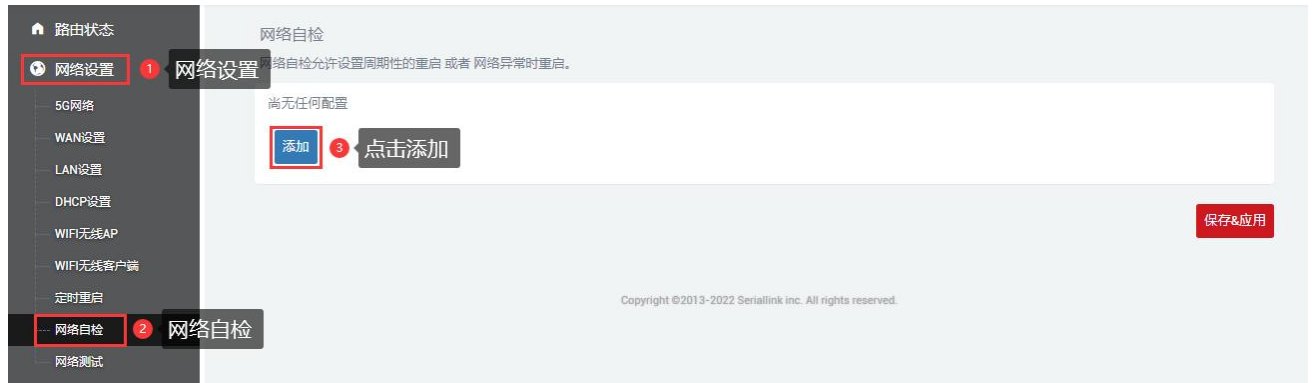 路由状态
网络设置
1 网络设置
5G网络
WAN设置
LAN设置
DHCP设置
WIFI无线AP
WIFI无线客户端
定时重启
网络自检
2 网络自检
网络测试
网络自检
网络自检允许设置周期性的重启 或者 网络异常时重启。
尚无任何配置
添加
3 点击添加
保存&应用
Copyright ©2013-2022 Seriallink inc. All rights reserved.